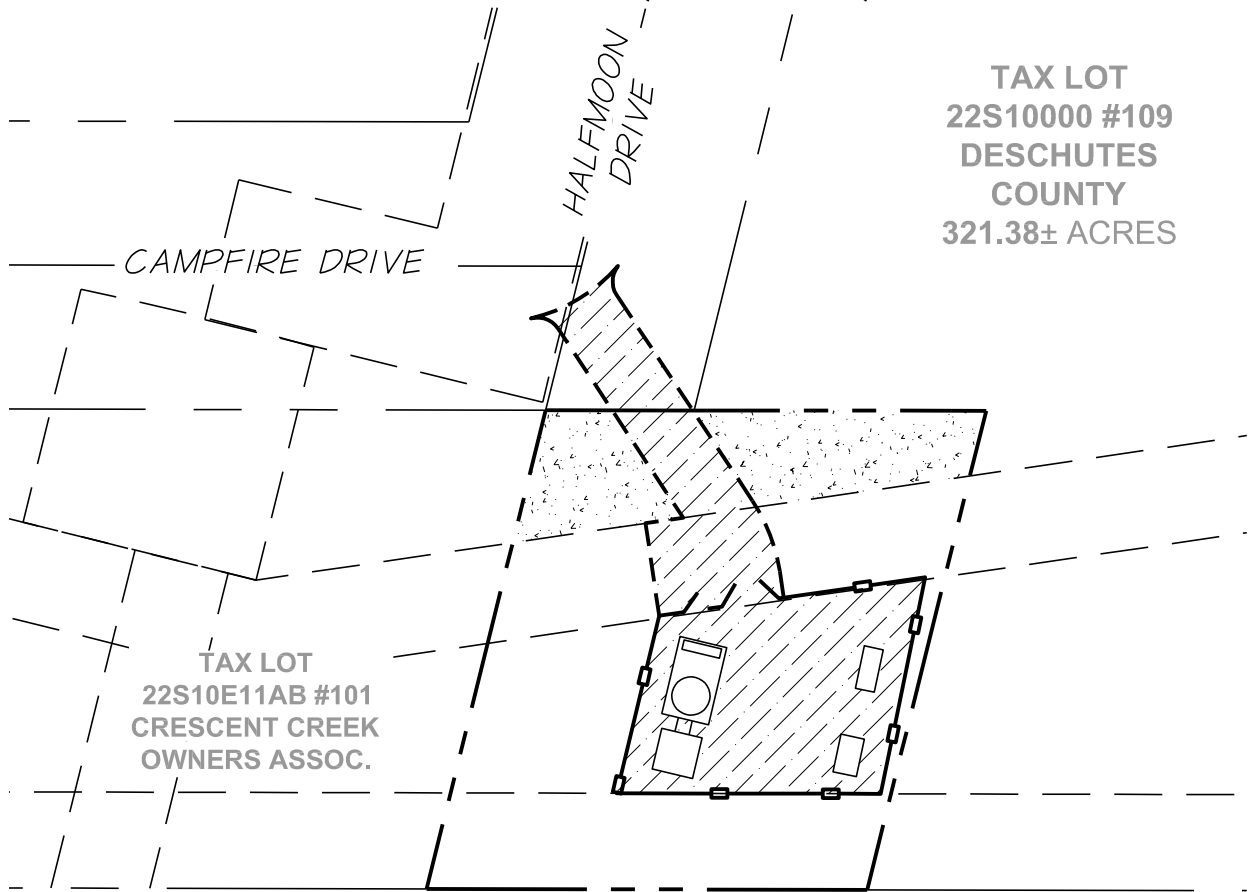 HALFMOON
DRIVE
TAX LOT
22S10000 #109
DESCHUTES
COUNTY
321.38± ACRES
CAMPFIRE DRIVE
TAX LOT
22S10E11AB #101
CRESCENT CREEK
OWNERS ASSOC.